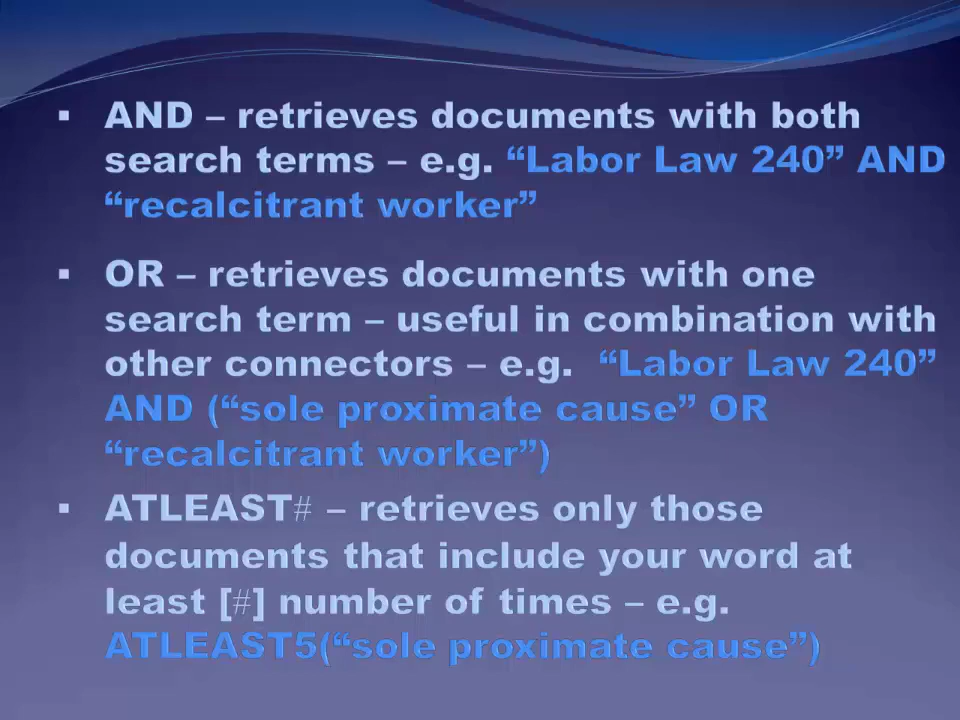 ▪ AND – retrieves documents with both
search terms – e.g. “Labor Law 240” AND
“recalcitrant worker”
▪ OR – retrieves documents with one
search term – useful in combination with
other connectors – e.g. “Labor Law 240”
AND (“sole proximate cause” OR
“recalcitrant worker”)
▪ ATLEAST# – retrieves only those
documents that include your word at
least [#] number of times – e.g.
ATLEAST5(“sole proximate cause”)